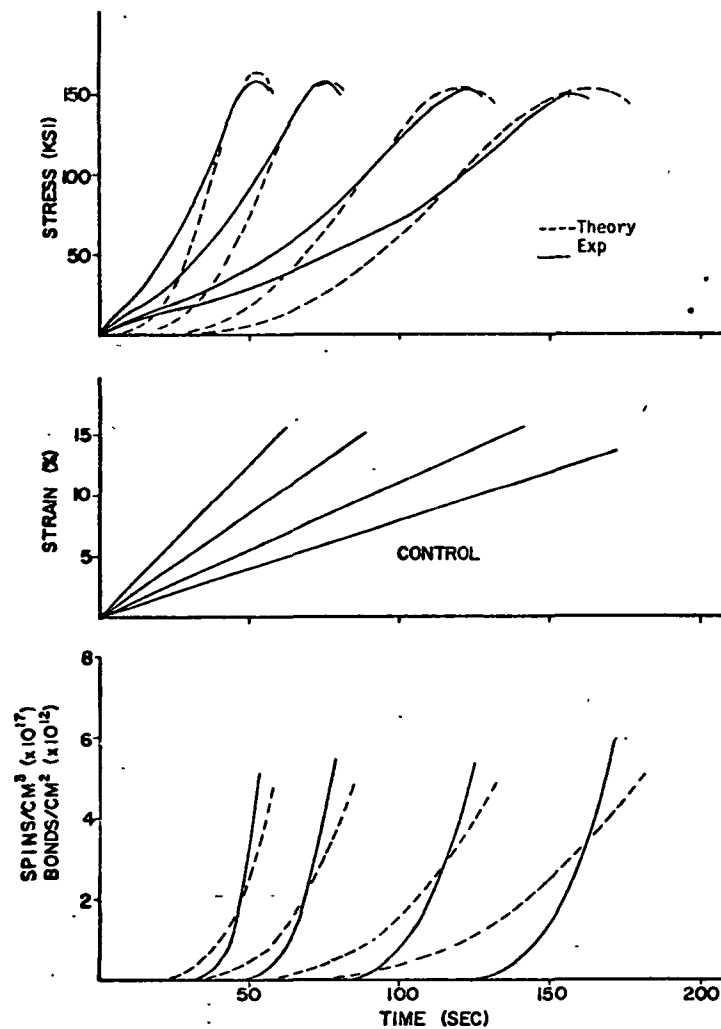 STRESS (KSI)
150
100
50
----Theory
Exp
STRAIN (%)
15
10
5
CONTROL
SPINS/CM³ (x10¹⁷)
BONDS/CM² (x10¹²)
8
6
4
2
50
100
150
200
TIME (SEC)